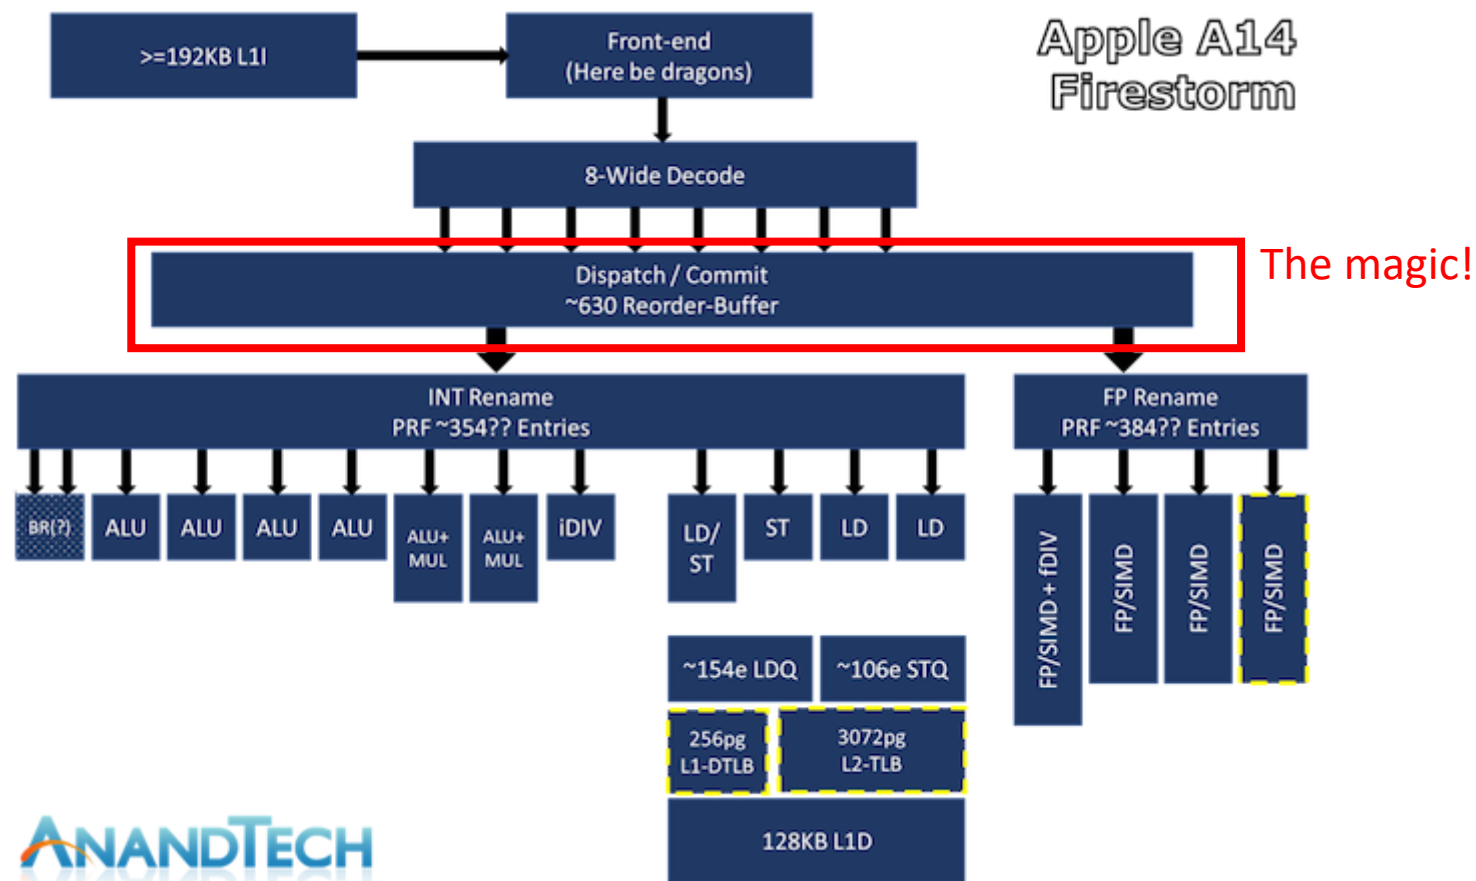 >=192KB L1I
Front-end
(Here be dragons)
Apple A14
Firestorm
8-Wide Decode
Dispatch / Commit
~630 Reorder-Buffer
The magic!
INT Rename
PRF ~354?? Entries
FP Rename
PRF ~384?? Entries
BR(?)
ALU
ALU
ALU
ALU
ALU+
MUL
ALU+
MUL
iDIV
LD/
ST
ST
LD
LD
FP/SIMD + fDIV
FP/SIMD
FP/SIMD
FP/SIMD
~154e LDQ
~106e STQ
256pg
L1-DTLB
3072pg
L2-TLB
128KB L1D
ANANDTECH